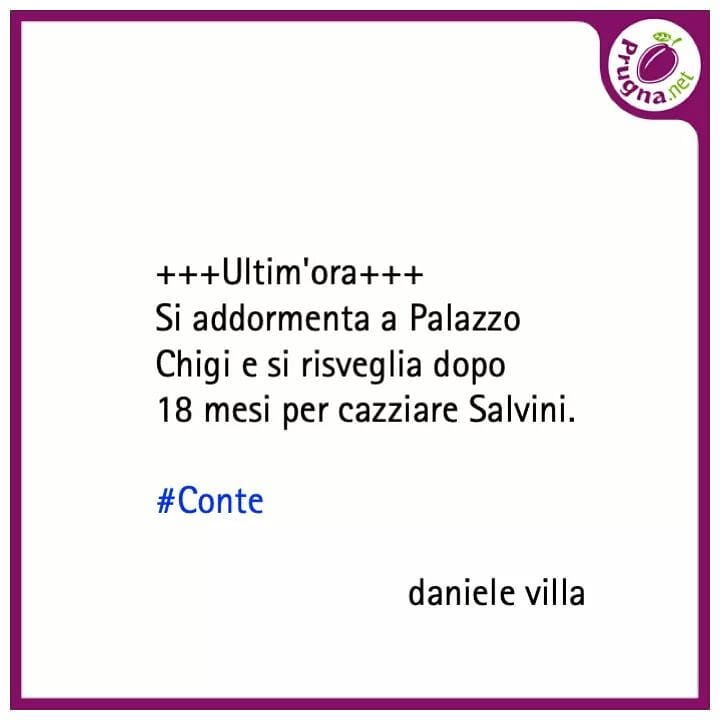 Prugna.net
+++Ultim'ora+++
Si addormenta a Palazzo
Chigi e si risveglia dopo
18 mesi per cazziare Salvini.
#Conte
daniele villa